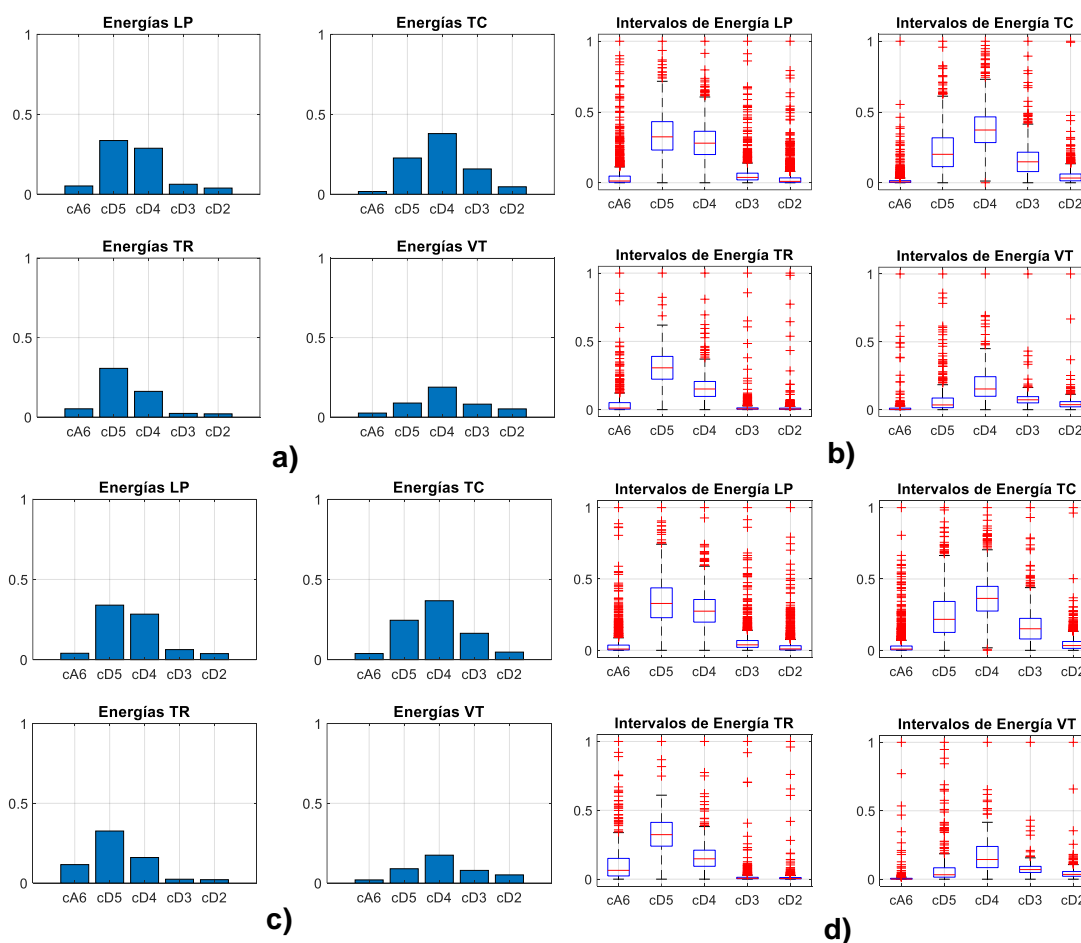 Energías LP
1
0.5
0
cA6 cD5 cD4 cD3 cD2
Energías TC
1
0.5
0
cA6 cD5 cD4 cD3 cD2
Energías TR
1
0.5
0
cA6 cD5 cD4 cD3 cD2
Energías VT
1
0.5
0
cA6 cD5 cD4 cD3 cD2
a)
Intervalos de Energía LP
1
0.5
0
cA6 cD5 cD4 cD3 cD2
Intervalos de Energía TC
1
0.5
0
cA6 cD5 cD4 cD3 cD2
Intervalos de Energía TR
1
0.5
0
cA6 cD5 cD4 cD3 cD2
Intervalos de Energía VT
1
0.5
0
cA6 cD5 cD4 cD3 cD2
b)
Energías LP
1
0.5
0
cA6 cD5 cD4 cD3 cD2
Energías TC
1
0.5
0
cA6 cD5 cD4 cD3 cD2
Energías TR
1
0.5
0
cA6 cD5 cD4 cD3 cD2
Energías VT
1
0.5
0
cA6 cD5 cD4 cD3 cD2
c)
Intervalos de Energía LP
1
0.5
0
cA6 cD5 cD4 cD3 cD2
Intervalos de Energía TC
1
0.5
0
cA6 cD5 cD4 cD3 cD2
Intervalos de Energía TR
1
0.5
0
cA6 cD5 cD4 cD3 cD2
Intervalos de Energía VT
1
0.5
0
cA6 cD5 cD4 cD3 cD2
d)